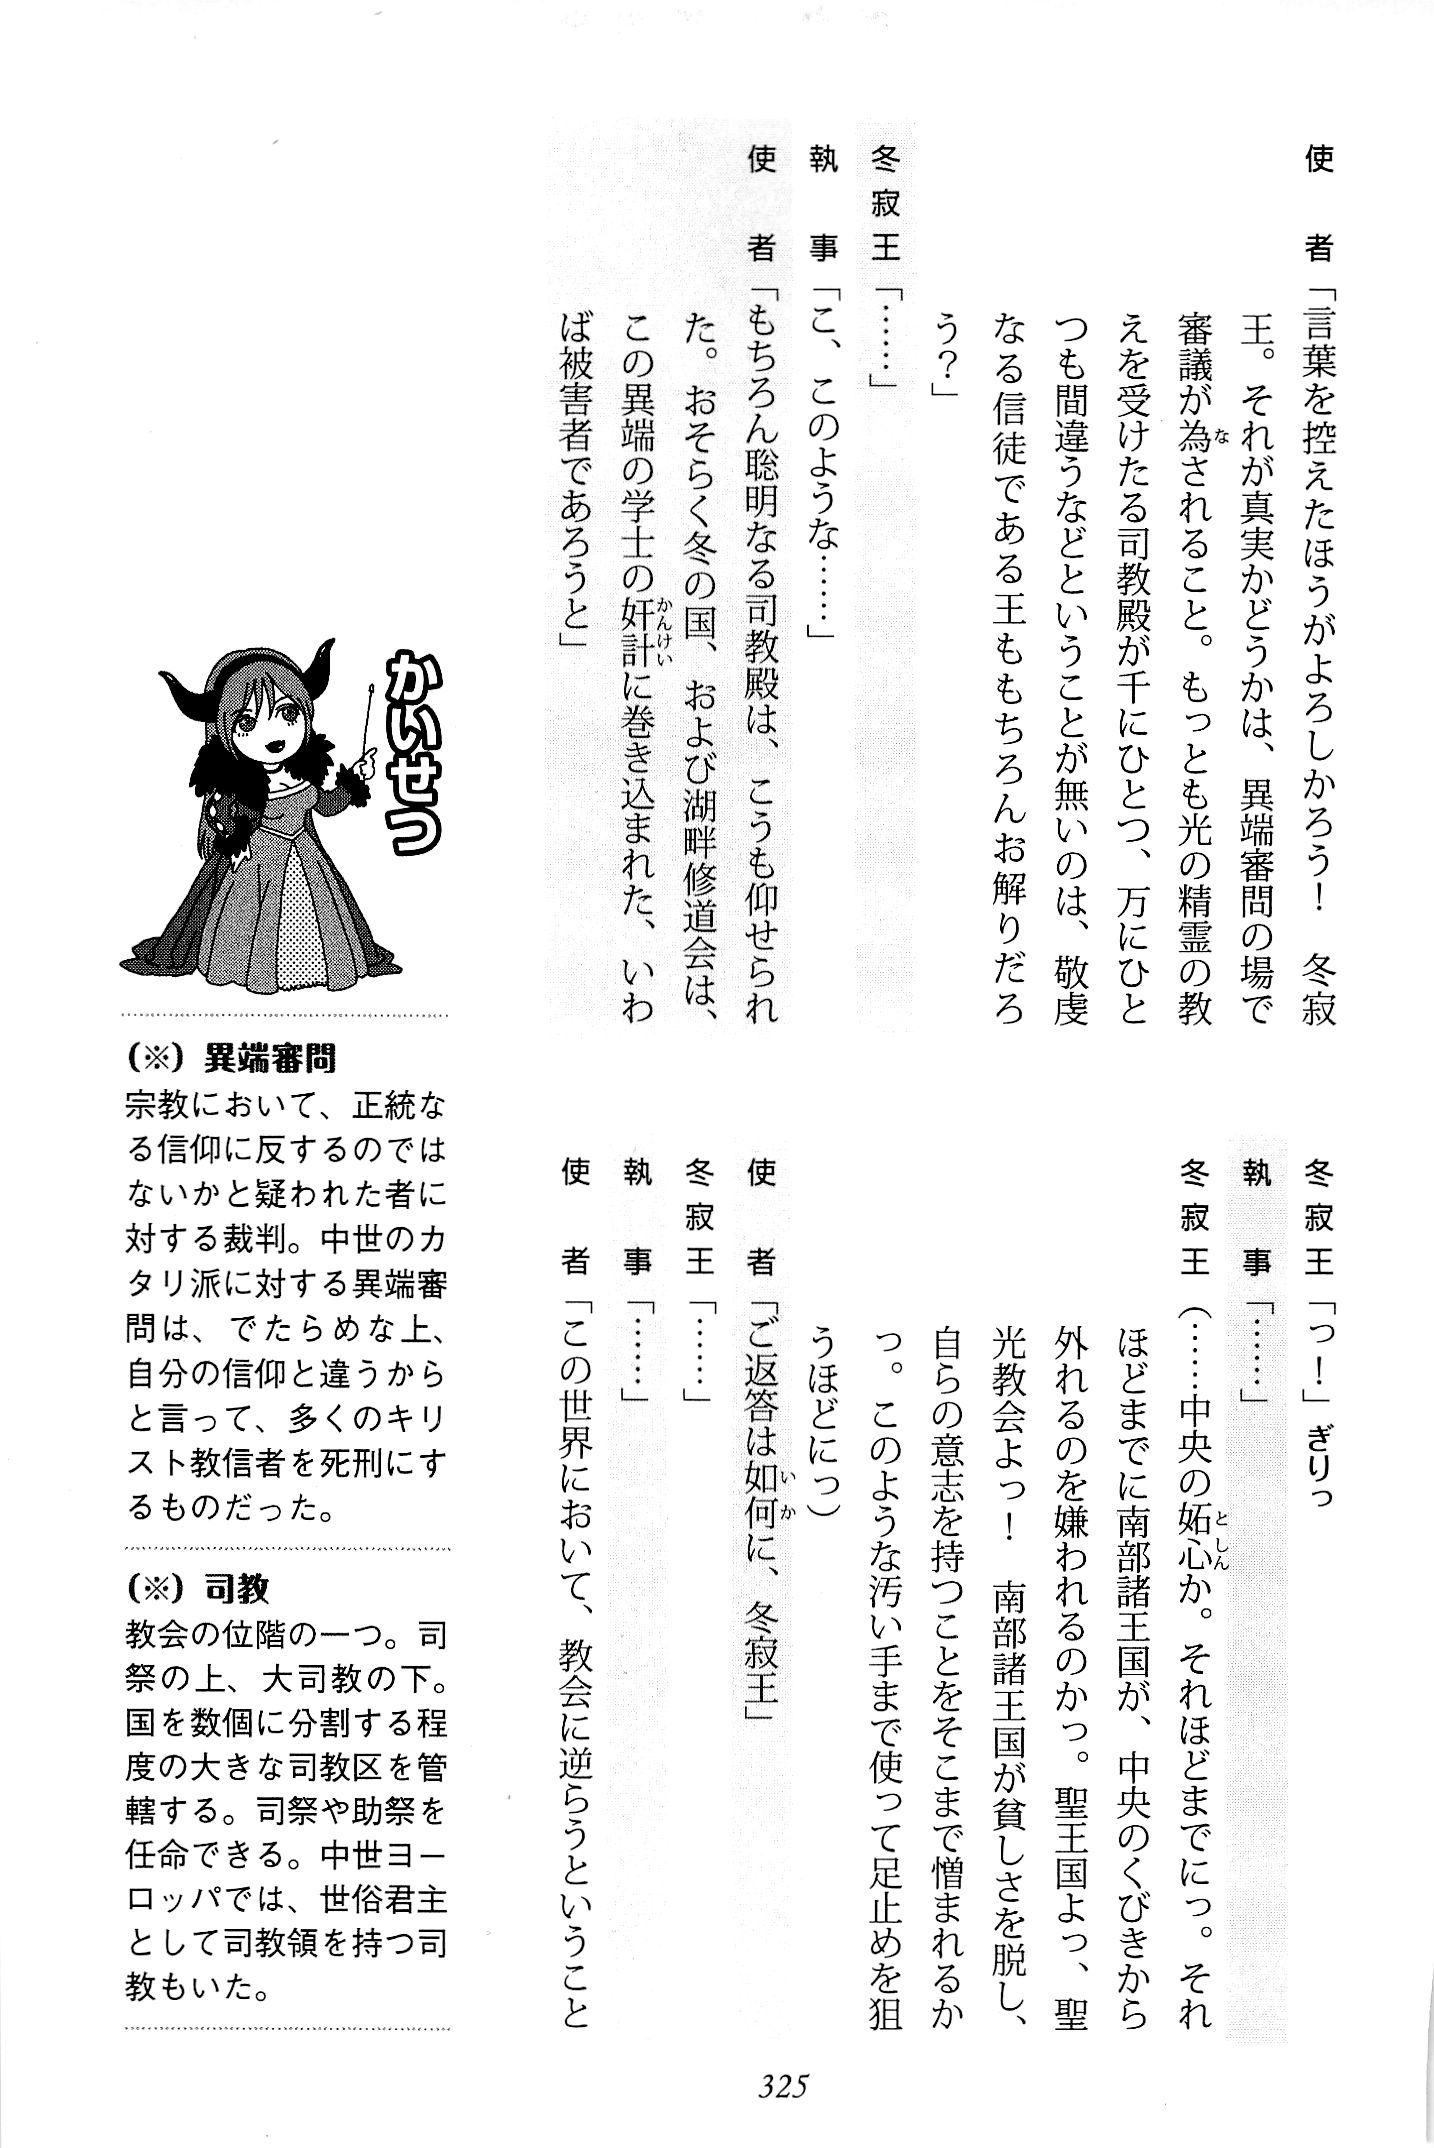 使者「言葉を控えたほうがよろしかろう！　冬寂
王。それが真実かどうかは、異端審問の場で
審議が為されること。もっとも光の精霊の教
えを受けたる司教殿が千にひとつ、万にひと
つも間違うなどということが無いのは、敬虔
なる信徒である王ももちろんお解りだろ
う？」
冬寂王「……」
執事「こ、このような……」
使者「もちろん聡明なる司教殿は、こうも仰せられ
た。おそらく冬の国、および湖畔修道会は、
この異端の学士の奸計に巻き込まれた、いわ
ば被害者であろうと」
冬寂王「っ！」ぎりっ
執事「……」
冬寂王（……中央の妬心か。それほどまでにっ。それ
ほどまでに南部諸王国が、中央のくびきから
外れるのを嫌われるのかっ。聖王国よっ、聖
光教会よっ！　南部諸王国が貧しさを脱し、
自らの意志を持つことをそこまで憎まれるか
っ。このような汚い手まで使って足止めを狙
うほどにっ）
使者「ご返答は如何に、冬寂王」
冬寂王「……」
執事「……」
使者「この世界において、教会に逆らうということ
な
かんけい
としん
いか
かいせつ
（※）異端審問
宗教において、正統な
る信仰に反するのでは
ないかと疑われた者に
対する裁判。中世のカ
タリ派に対する異端審
問は、でたらめな上、
自分の信仰と違うから
と言って、多くのキリ
スト教信者を死刑にす
るものだった。
（※）司教
教会の位階の一つ。司
祭の上、大司教の下。
国を数個に分割する程
度の大きな司教区を管
轄する。司祭や助祭を
任命できる。中世ヨー
ロッパでは、世俗君主
として司教領を持つ司
教もいた。
325